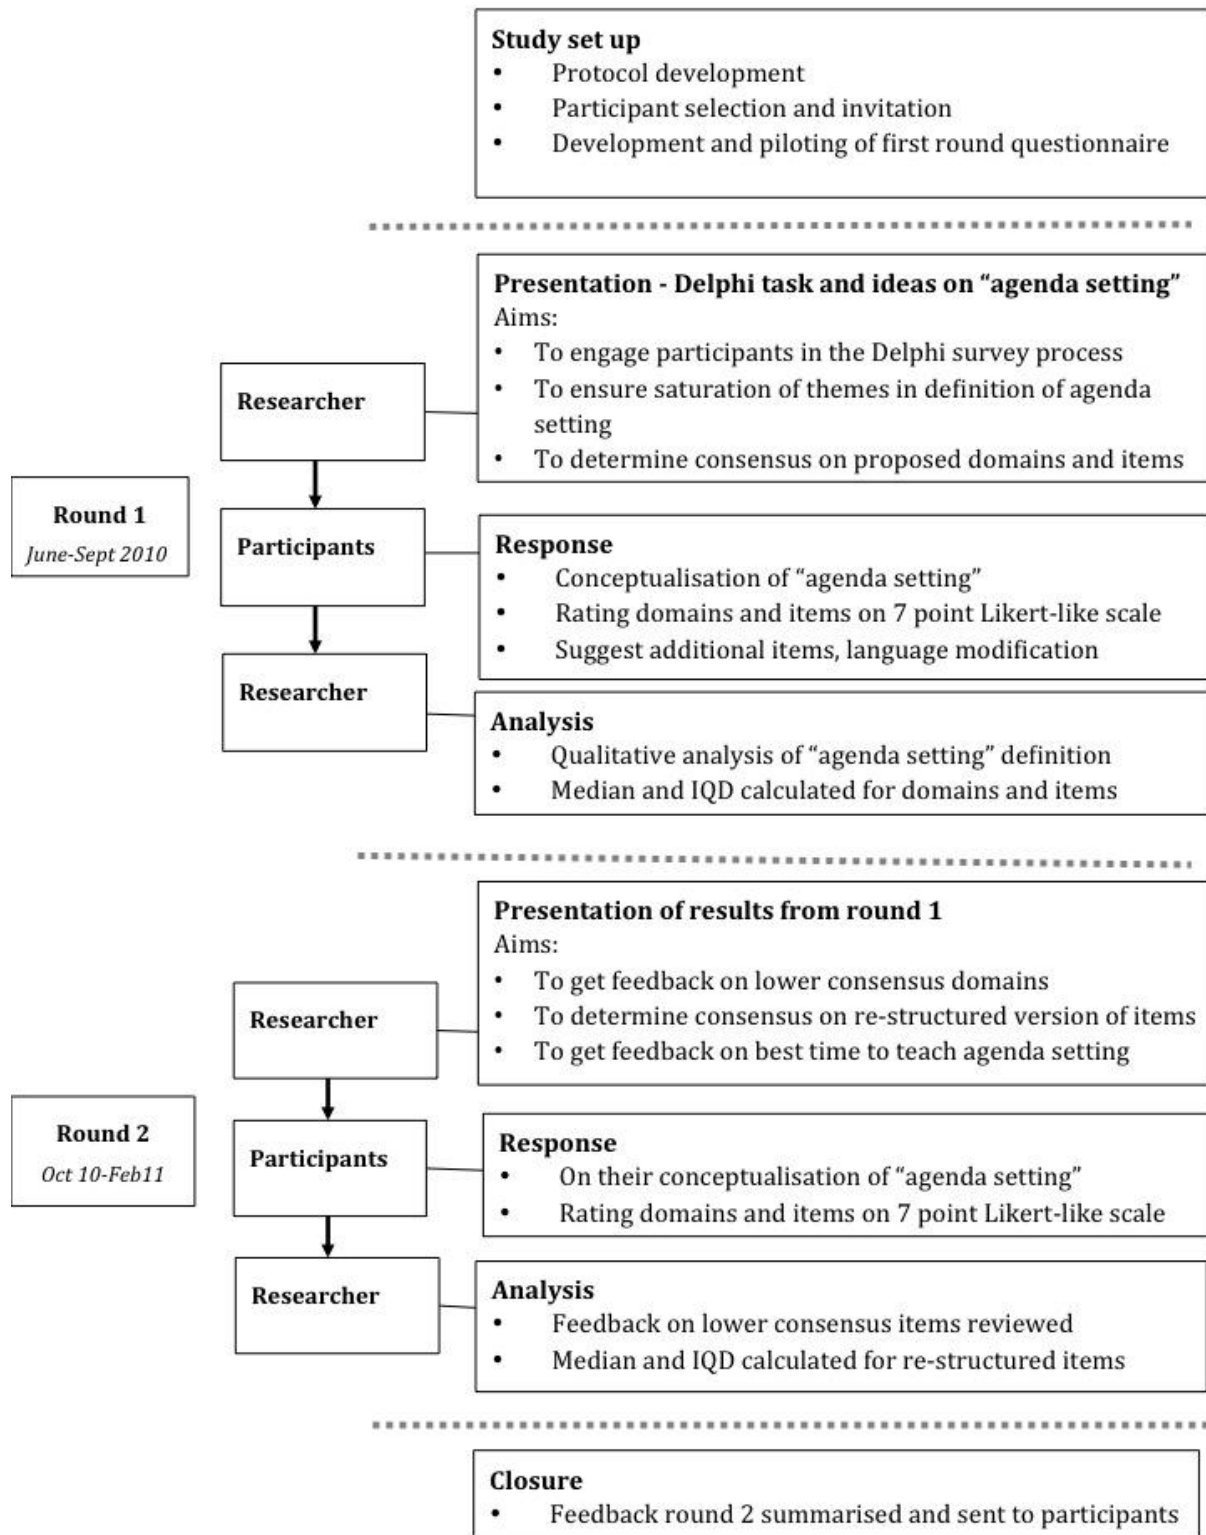 Study set up
• Protocol development
• Participant selection and invitation
• Development and piloting of first round questionnaire
Presentation - Delphi task and ideas on “agenda setting”
Aims:
• To engage participants in the Delphi survey process
• To ensure saturation of themes in definition of agenda
setting
• To determine consensus on proposed domains and items
Researcher
Round 1
June-Sept 2010
Participants
Response
• Conceptualisation of “agenda setting”
• Rating domains and items on 7 point Likert-like scale
• Suggest additional items, language modification
Researcher
Analysis
• Qualitative analysis of “agenda setting” definition
• Median and IQD calculated for domains and items
Presentation of results from round 1
Aims:
• To get feedback on lower consensus domains
• To determine consensus on re-structured version of items
• To get feedback on best time to teach agenda setting
Researcher
Round 2
Oct 10-Feb11
Participants
Response
• On their conceptualisation of “agenda setting”
• Rating domains and items on 7 point Likert-like scale
Researcher
Analysis
• Feedback on lower consensus items reviewed
• Median and IQD calculated for re-structured items
Closure
• Feedback round 2 summarised and sent to participants